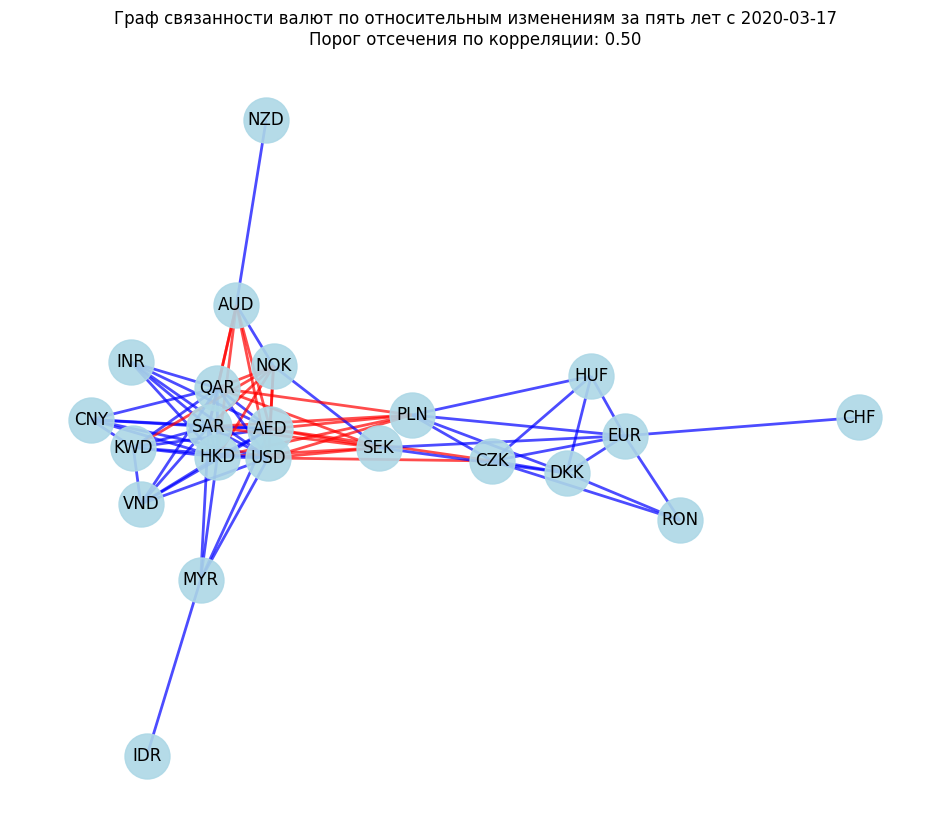 Граф связанности валют по относительным изменениям за пять лет с 2020-03-17
Порог отсечения по корреляции: 0.50
NZD
AUD
INR
NOK
QAR
HUF
CNY
SAR
AED
PLN
CHF
KWD
HKD
USD
SEK
EUR
CZK
DKK
VND
RON
MYR
IDR